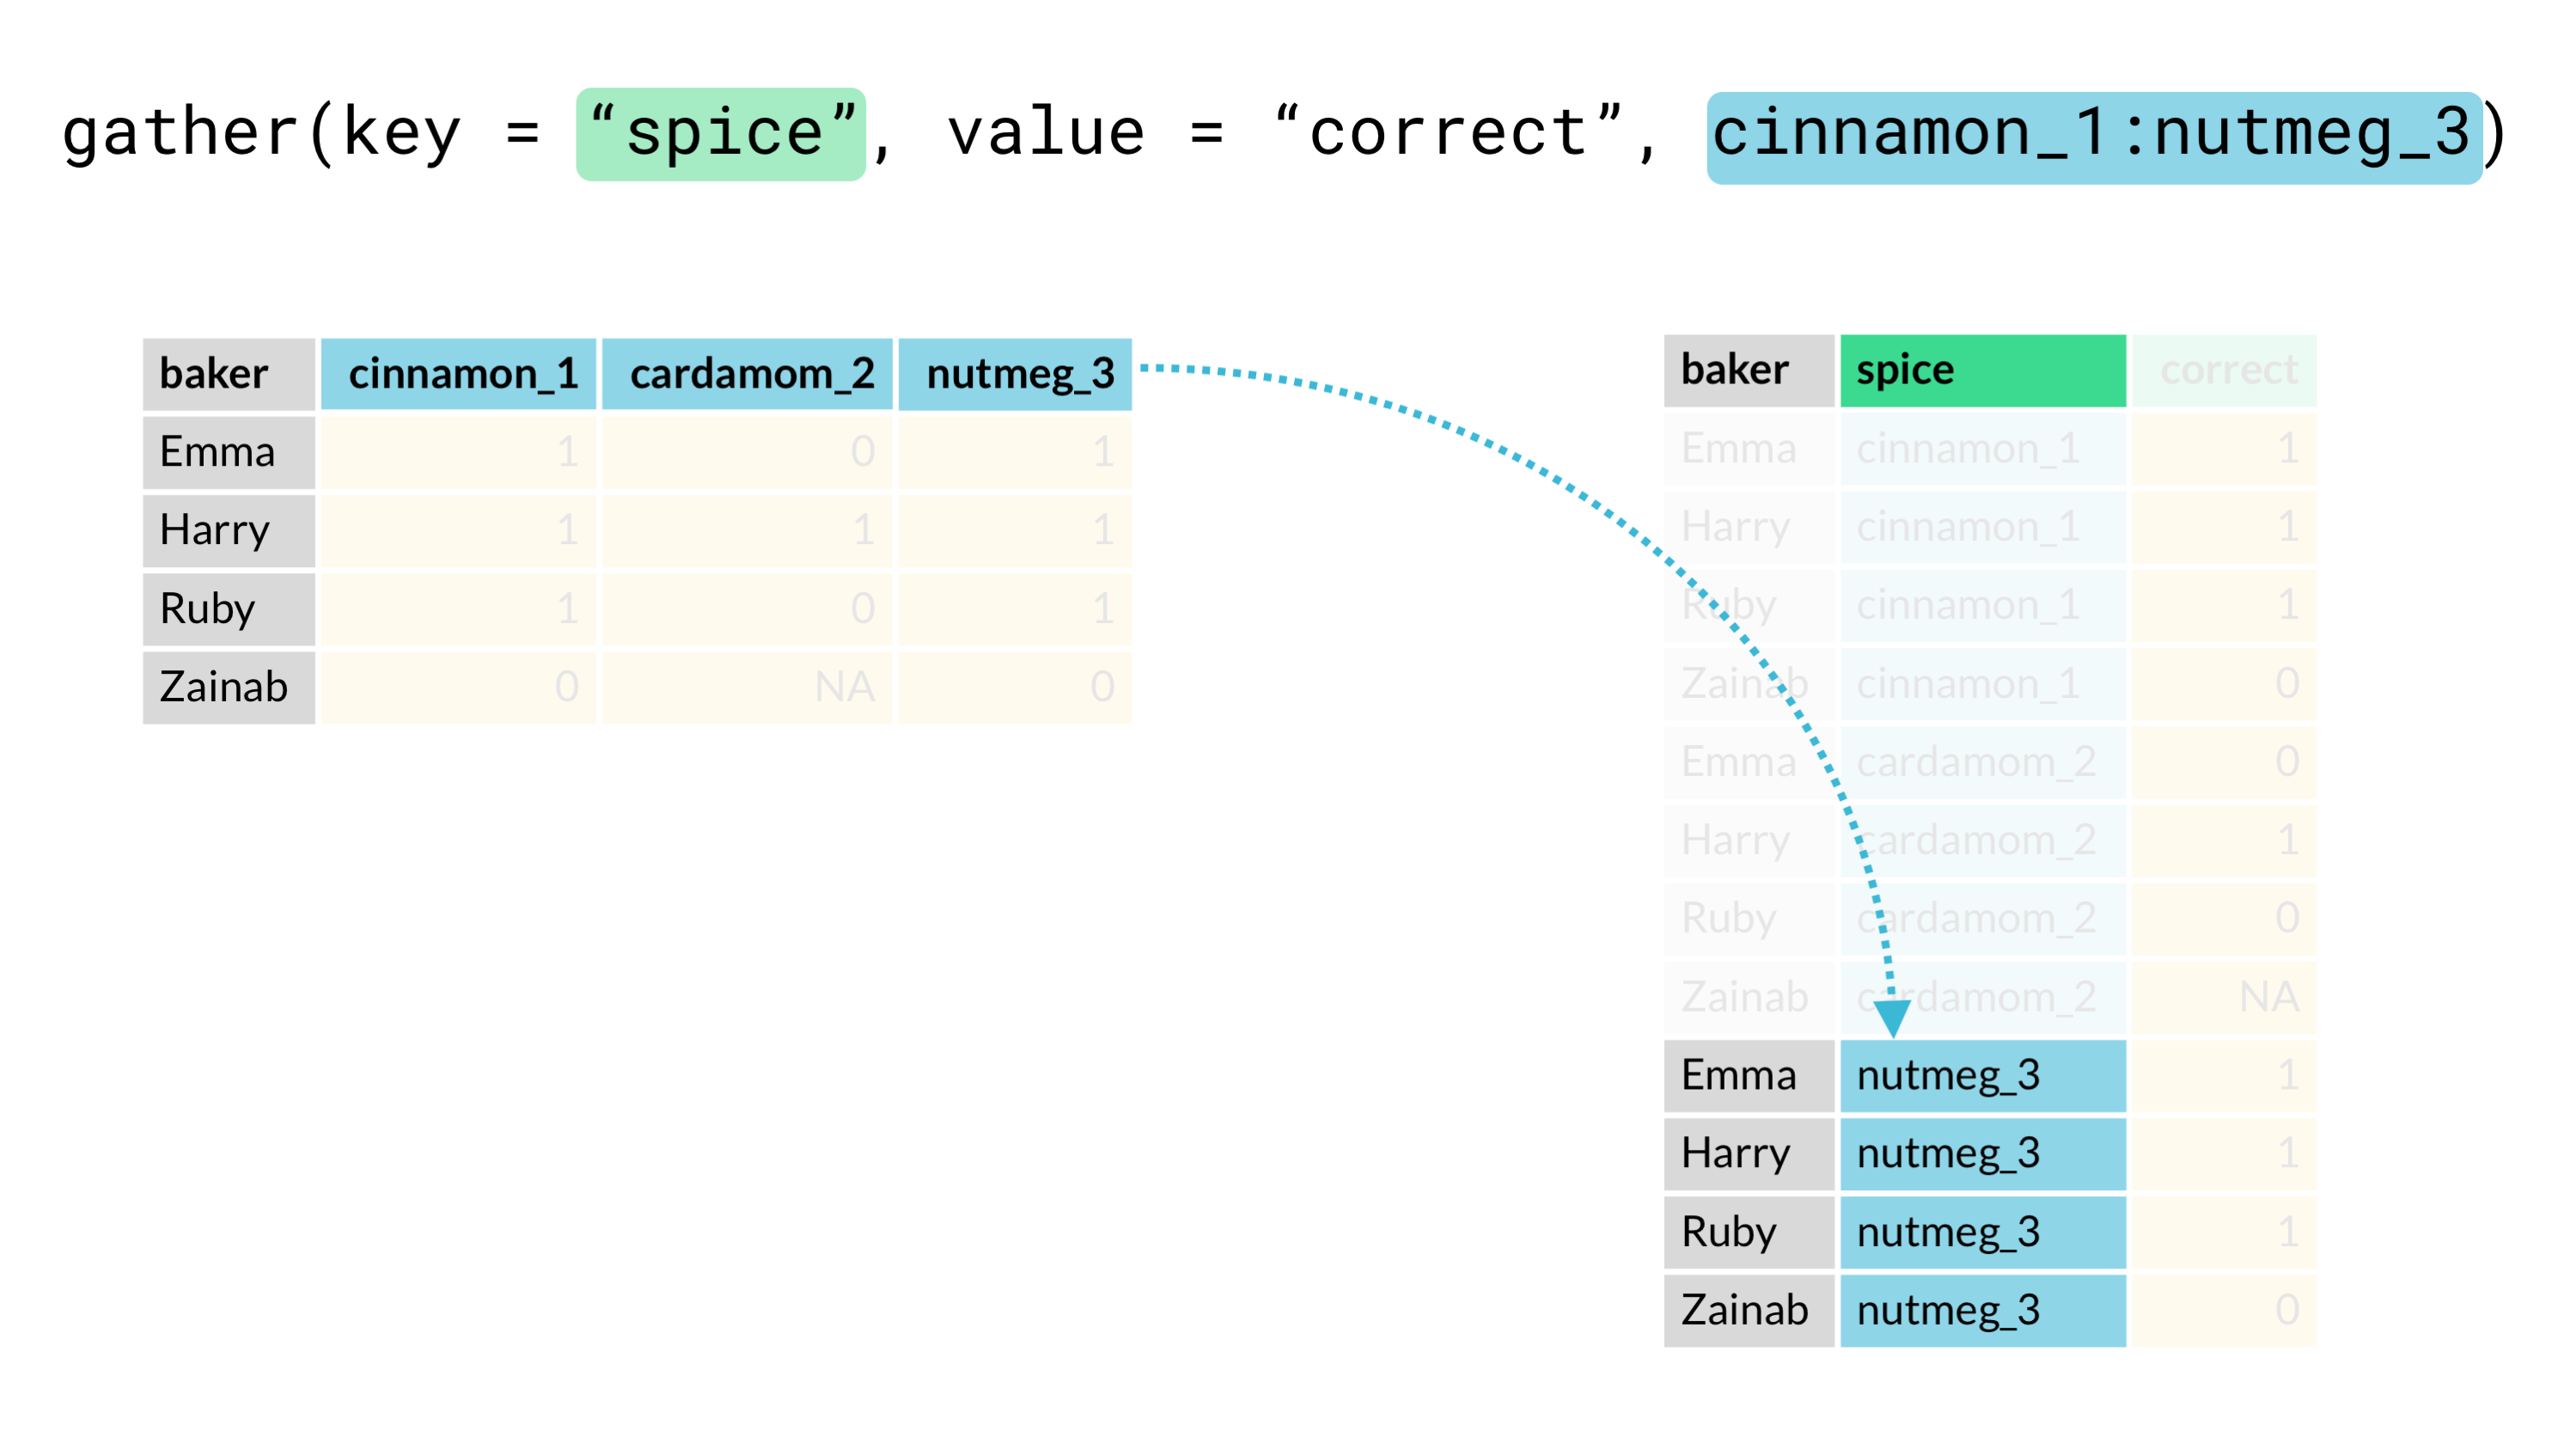 gather(key = “spice”, value = “correct”, cinnamon_1:nutmeg_3)
baker cinnamon_1 cardamom_2 nutmeg_3
Emma 1 0 1
Harry 1 1 1
Ruby 1 0 1
Zainab 0 NA 0
baker spice correct
Emma cinnamon_1 1
Harry cinnamon_1 1
Ruby cinnamon_1 1
Zainab cinnamon_1 0
Emma cardamom_2 0
Harry cardamom_2 1
Ruby cardamom_2 0
Zainab cardamom_2 NA
Emma nutmeg_3 1
Harry nutmeg_3 1
Ruby nutmeg_3 1
Zainab nutmeg_3 0